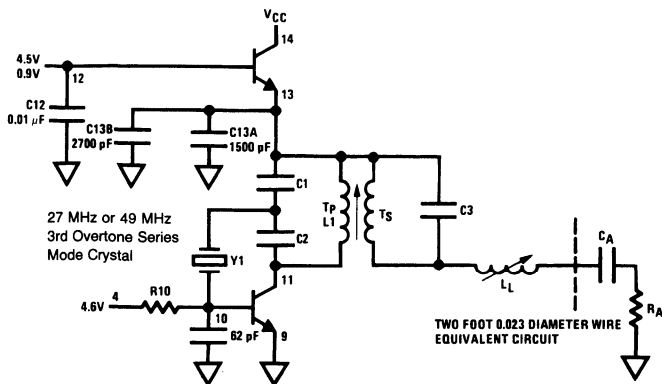 VCC
14
4.5V
0.9V
12
13
C12
0.01 µF
C13B
2700 pF
C13A
1500 pF
C1
TP
L1
TS
C3
27 MHz or 49 MHz
3rd Overtone Series
Mode Crystal
C2
Y1
11
CA
LL
4
4.6V
R10
10
RA
62 pF
9
TWO FOOT 0.023 DIAMETER WIRE
EQUIVALENT CIRCUIT